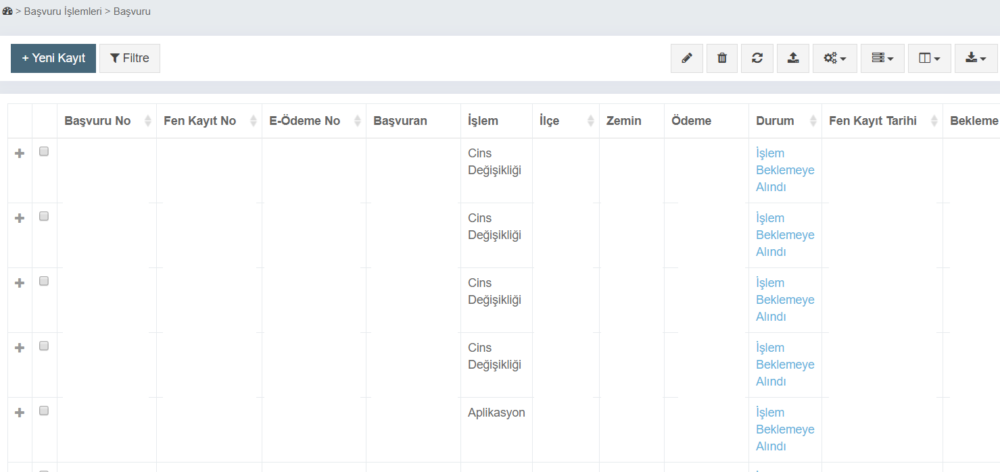 > Başvuru İşlemleri > Başvuru
+ Yeni Kayıt Filtre
Başvuru No Fen Kayıt No E-Ödeme No Başvuran İşlem İlçe Zemin Ödeme Durum Fen Kayıt Tarihi Bekleme
Cins
Değişikliği
İşlem
Beklemeye
Alındı
Cins
Değişikliği
İşlem
Beklemeye
Alındı
Cins
Değişikliği
İşlem
Beklemeye
Alındı
Cins
Değişikliği
İşlem
Beklemeye
Alındı
Aplikasyon
İşlem
Beklemeye
Alındı